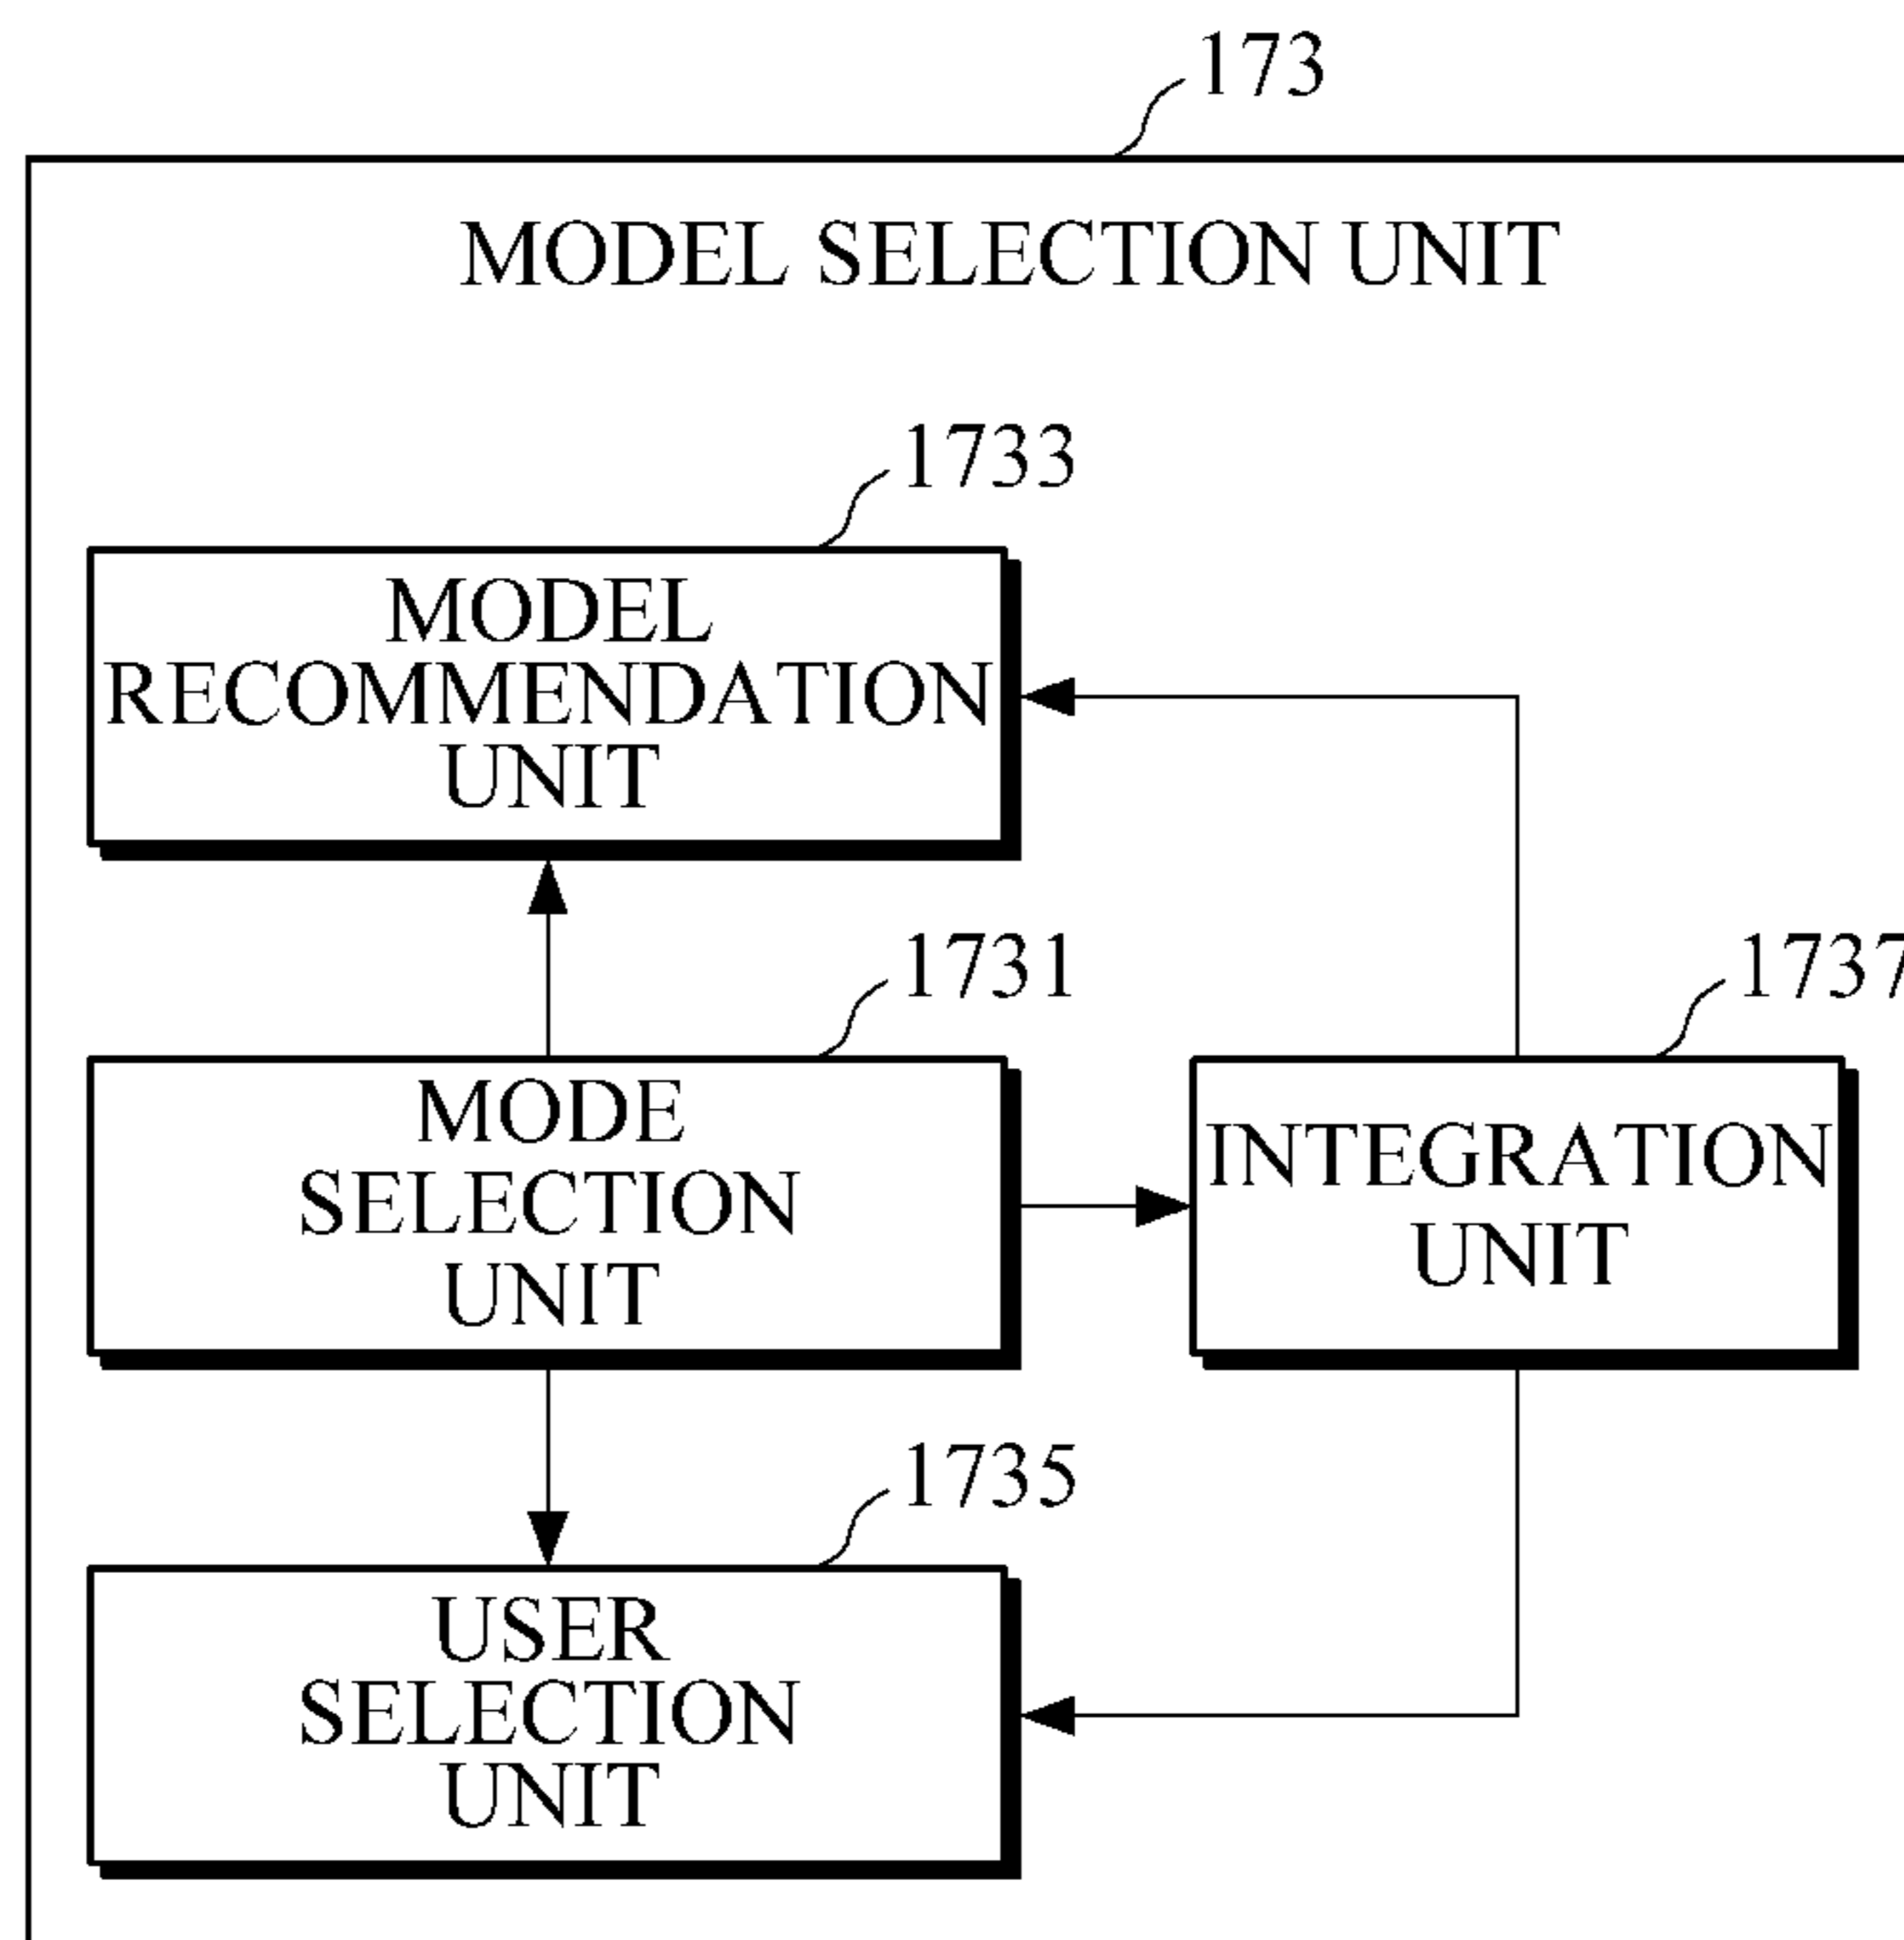 173
MODEL SELECTION UNIT
1733
MODEL
RECOMMENDATION
UNIT
1731
1737
MODE
SELECTION
UNIT
INTEGRATION
UNIT
1735
USER
SELECTION
UNIT